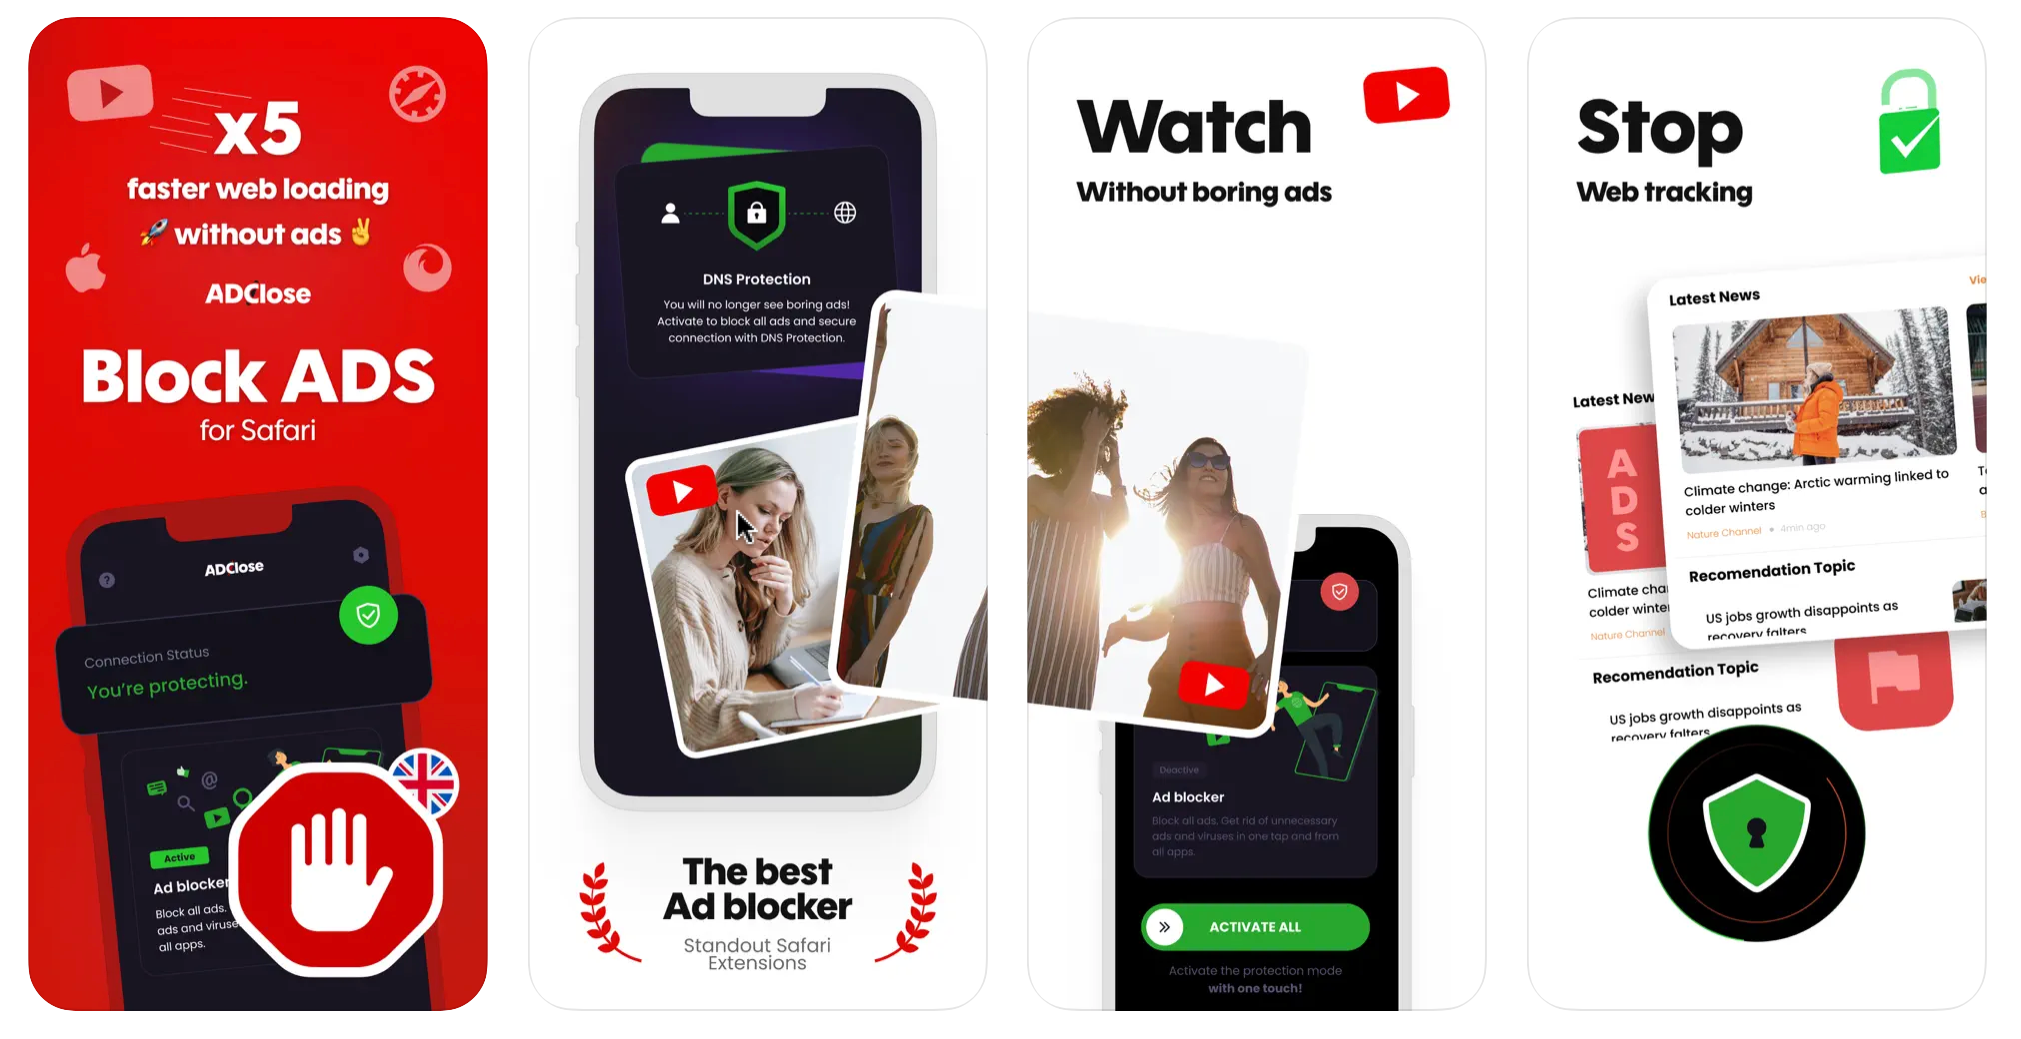 x5
faster web loading
🚀 without ads ✌️
ADClose
Block ADS
for Safari
ADClose
Connection Status
You're protecting.
Active
Ad blocker
Block all ads.
ads and viruse
all apps.
DNS Protection
You will no longer see boring ads!
Activate to block all ads and secure
connection with DNS Protection.
The best
Ad blocker
Standout Safari
Extensions
Watch
Without boring ads
Deactive
Ad blocker
Block all ads. Get rid of unnecessary
ads and viruses in one tap and from
all apps.
ACTIVATE ALL
Activate the protection mode
with one touch!
Stop
Web tracking
Latest News
Vie
Climate change: Arctic warming linked to
colder winters
Nature Channel • 4min ago
Recomendation Topic
US jobs growth disappoints as
recovery falters
Latest New
ADS
Climate cha
colder winte
Nature Channel
Recomendation Topic
US jobs growth disappoints as
recovery falters